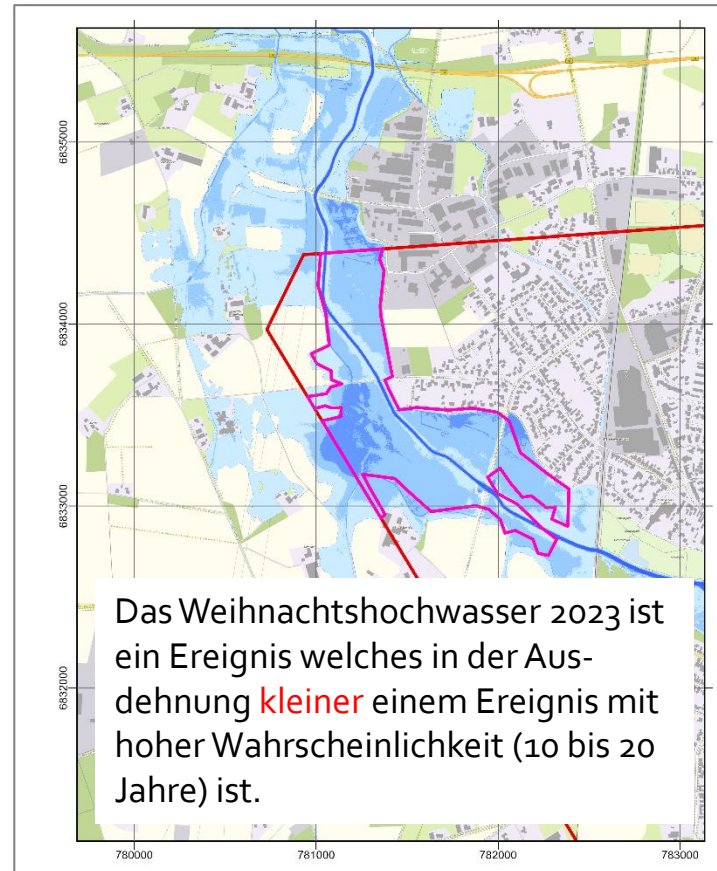 6835000
6834000
6833000
6832000
Das Weihnachtshochwasser 2023 ist
ein Ereignis welches in der Aus-
dehnung kleiner einem Ereignis mit
hoher Wahrscheinlichkeit (10 bis 20
Jahre) ist.
780000 781000 782000 783000